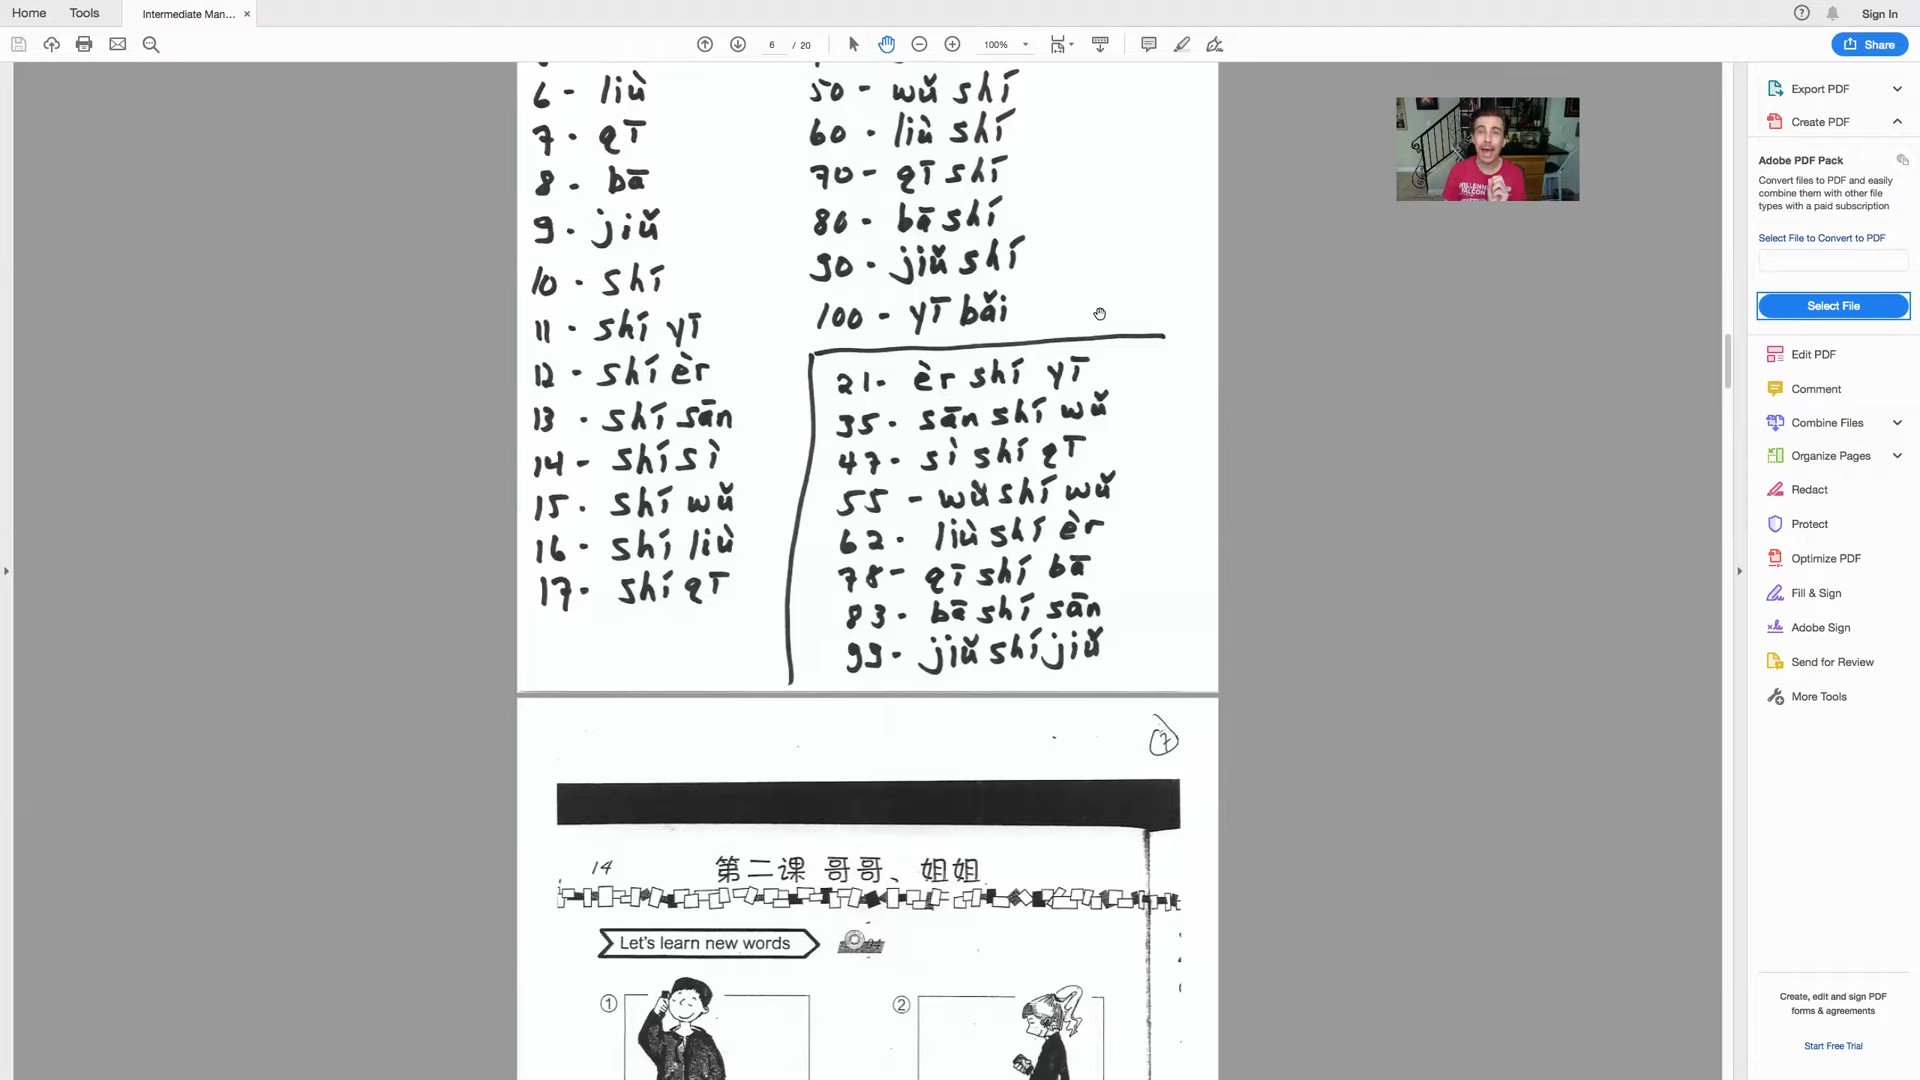 Home
Tools
Intermediate Man...
Sign In
6 / 20
100%
Share
6 - liù
7 - qī
8 - bā
9 - jiǔ
10 - shí
11 - shí yī
12 - shí èr
13 - shí sān
14 - shí sì
15 - shí wǔ
16 - shí liù
17 - shí qī
50 - wǔ shí
60 - liù shí
70 - qī shí
80 - bā shí
90 - jiǔ shí
100 - yī bǎi
21 - èr shí yī
35 - sān shí wǔ
47 - sì shí qī
55 - wǔ shí wǔ
62 - liù shí èr
78 - qī shí bā
83 - bā shí sān
99 - jiǔ shí jiǔ
7
14
第二课 哥哥、姐姐
Let's learn new words
① ②
Export PDF
Create PDF
Adobe PDF Pack
Convert files to PDF and easily
combine them with other file
types with a paid subscription
Select File to Convert to PDF
Select File
Edit PDF
Comment
Combine Files
Organize Pages
Redact
Protect
Optimize PDF
Fill & Sign
Adobe Sign
Send for Review
More Tools
Create, edit and sign PDF
forms & agreements
Start Free Trial